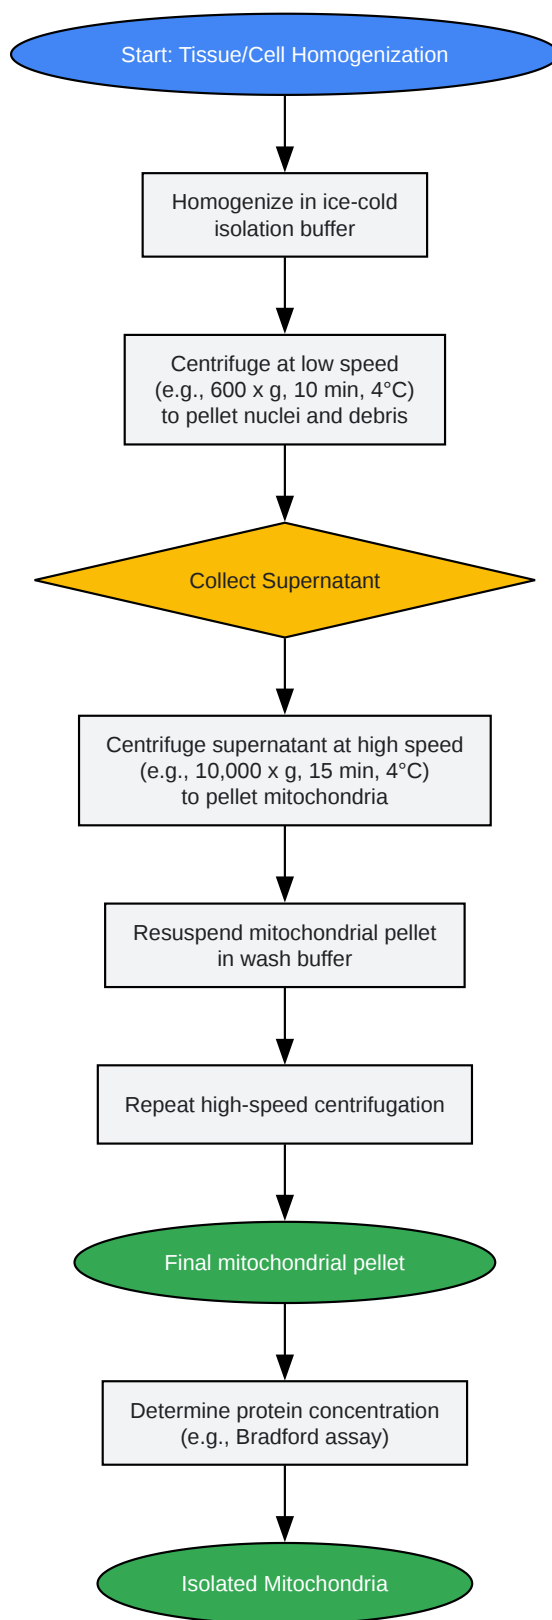 Start: Tissue/Cell Homogenization
Homogenize in ice-cold
isolation buffer
Centrifuge at low speed
(e.g., 600 x g, 10 min, 4°C)
to pellet nuclei and debris
Collect Supernatant
Centrifuge supernatant at high speed
(e.g., 10,000 x g, 15 min, 4°C)
to pellet mitochondria
Resuspend mitochondrial pellet
in wash buffer
Repeat high-speed centrifugation
Final mitochondrial pellet
Determine protein concentration
(e.g., Bradford assay)
Isolated Mitochondria